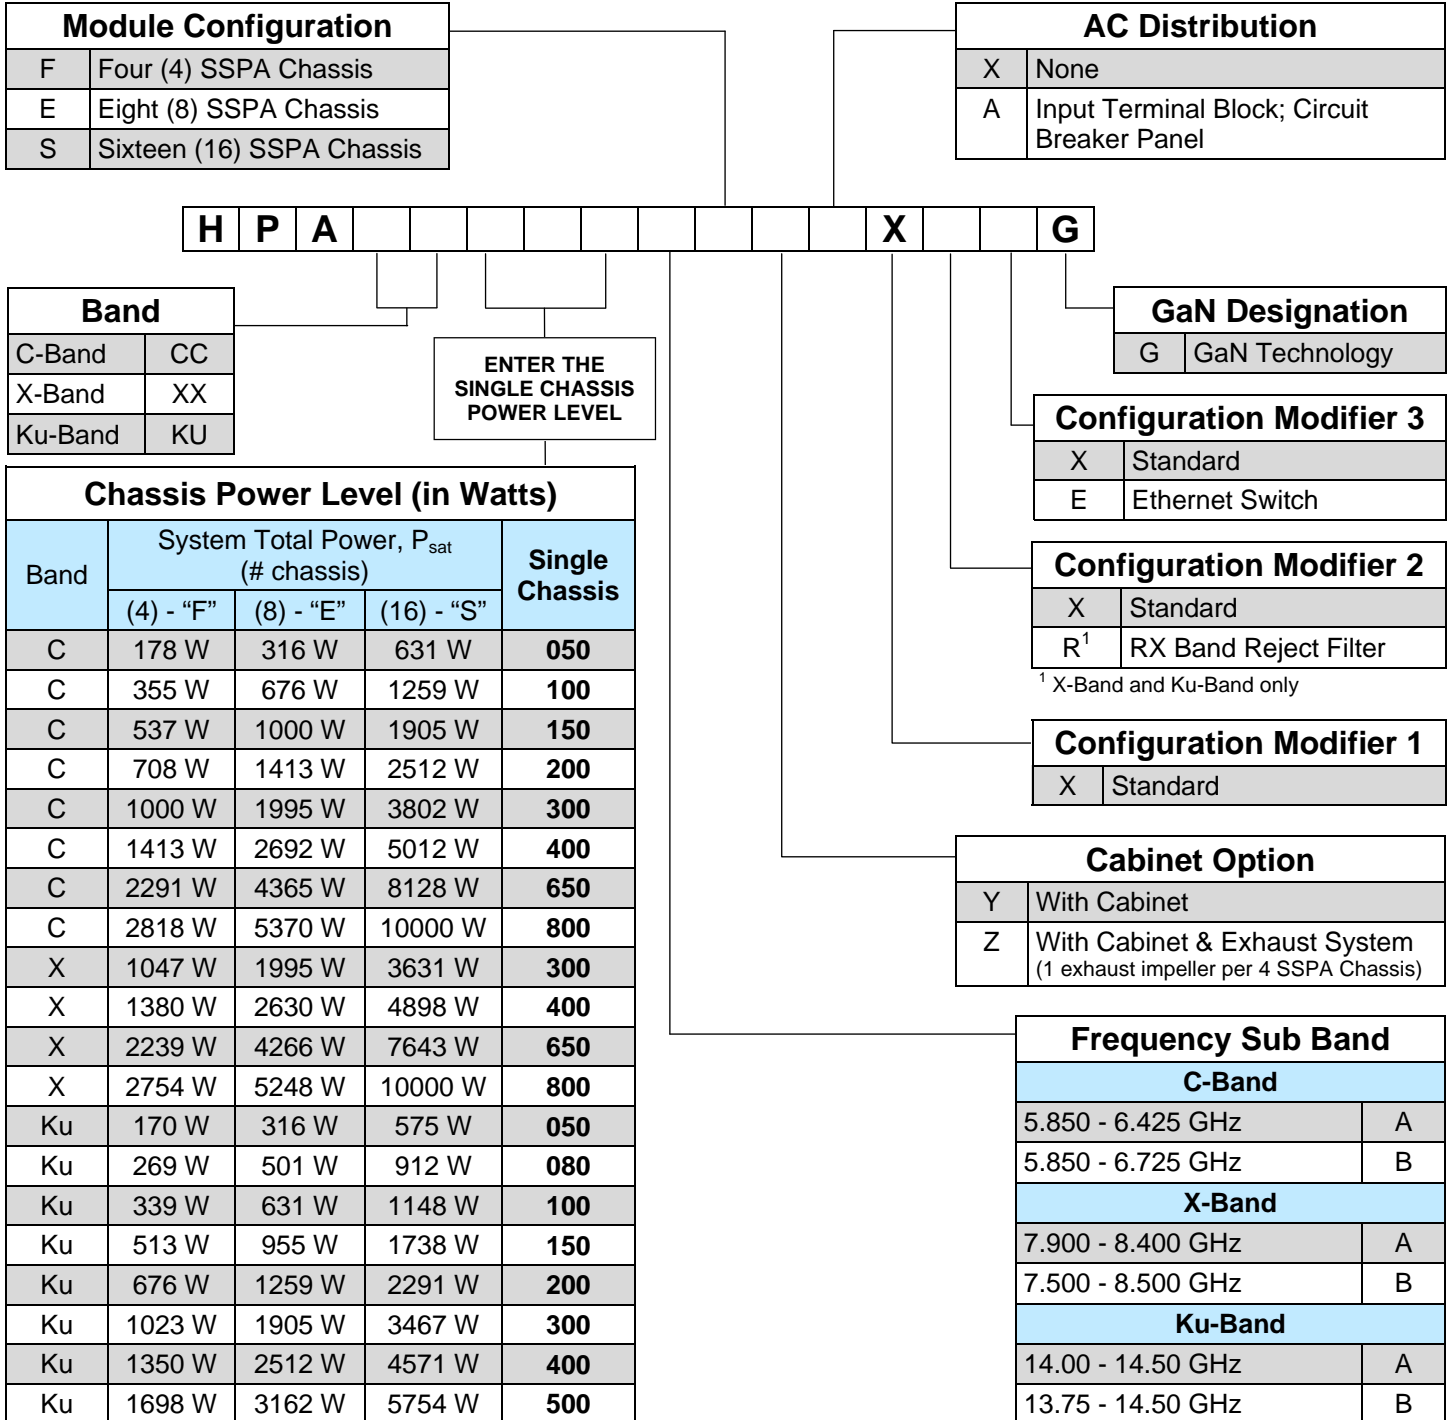 Module Configuration
F Four (4) SSPA Chassis
E Eight (8) SSPA Chassis
S Sixteen (16) SSPA Chassis
AC Distribution
X None
A Input Terminal Block; Circuit
Breaker Panel
H P A X G
Band
C-Band CC
X-Band XX
Ku-Band KU
ENTER THE
SINGLE CHASSIS
POWER LEVEL
GaN Designation
G GaN Technology
Configuration Modifier 3
X Standard
E Ethernet Switch
Configuration Modifier 2
X Standard
R1 RX Band Reject Filter
1 X-Band and Ku-Band only
Configuration Modifier 1
X Standard
Cabinet Option
Y With Cabinet
Z With Cabinet & Exhaust System
(1 exhaust impeller per 4 SSPA Chassis)
Chassis Power Level (in Watts)
Band System Total Power, Psat Single
(# chassis) Chassis
(4) - “F” (8) - “E” (16) - “S”
C 178 W 316 W 631 W 050
C 355 W 676 W 1259 W 100
C 537 W 1000 W 1905 W 150
C 708 W 1413 W 2512 W 200
C 1000 W 1995 W 3802 W 300
C 1413 W 2692 W 5012 W 400
C 2291 W 4365 W 8128 W 650
C 2818 W 5370 W 10000 W 800
X 1047 W 1995 W 3631 W 300
X 1380 W 2630 W 4898 W 400
X 2239 W 4266 W 7643 W 650
X 2754 W 5248 W 10000 W 800
Ku 170 W 316 W 575 W 050
Ku 269 W 501 W 912 W 080
Ku 339 W 631 W 1148 W 100
Ku 513 W 955 W 1738 W 150
Ku 676 W 1259 W 2291 W 200
Ku 1023 W 1905 W 3467 W 300
Ku 1350 W 2512 W 4571 W 400
Ku 1698 W 3162 W 5754 W 500
Frequency Sub Band
C-Band
5.850 - 6.425 GHz A
5.850 - 6.725 GHz B
X-Band
7.900 - 8.400 GHz A
7.500 - 8.500 GHz B
Ku-Band
14.00 - 14.50 GHz A
13.75 - 14.50 GHz B